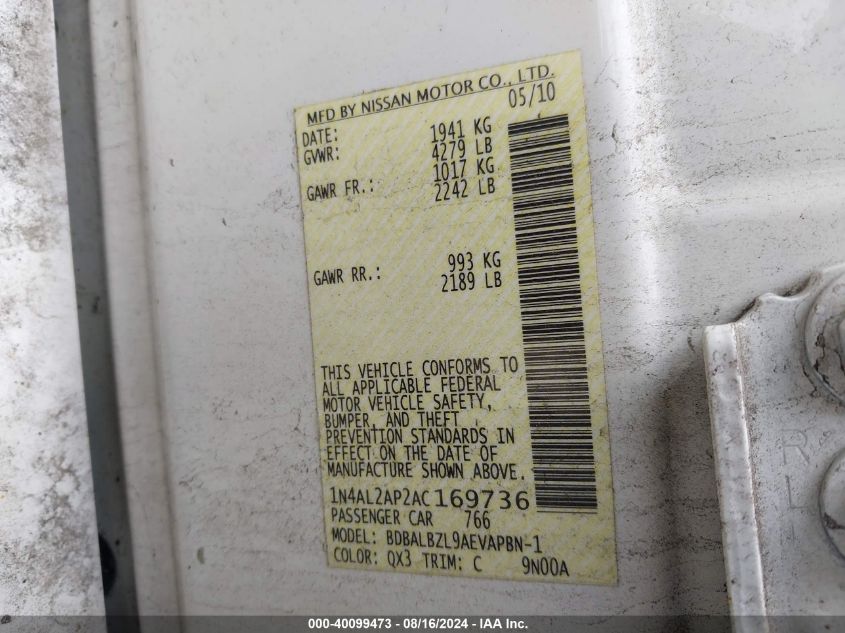 MFD BY NISSAN MOTOR CO., LTD.
DATE: 05/10
GVWR: 1941 KG
4279 LB
GAWR FR.: 1017 KG
2242 LB
GAWR RR.: 993 KG
2189 LB
THIS VEHICLE CONFORMS TO
ALL APPLICABLE FEDERAL
MOTOR VEHICLE SAFETY,
BUMPER, AND THEFT
PREVENTION STANDARDS IN
EFFECT ON THE DATE OF
MANUFACTURE SHOWN ABOVE.
1N4AL2AP2AC169736
PASSENGER CAR 766
MODEL: BDBALBZL9AEVAPBN-1
COLOR: QX3 TRIM: C 9N00A
R
L
000-40099473 - 08/16/2024 - IAA Inc.